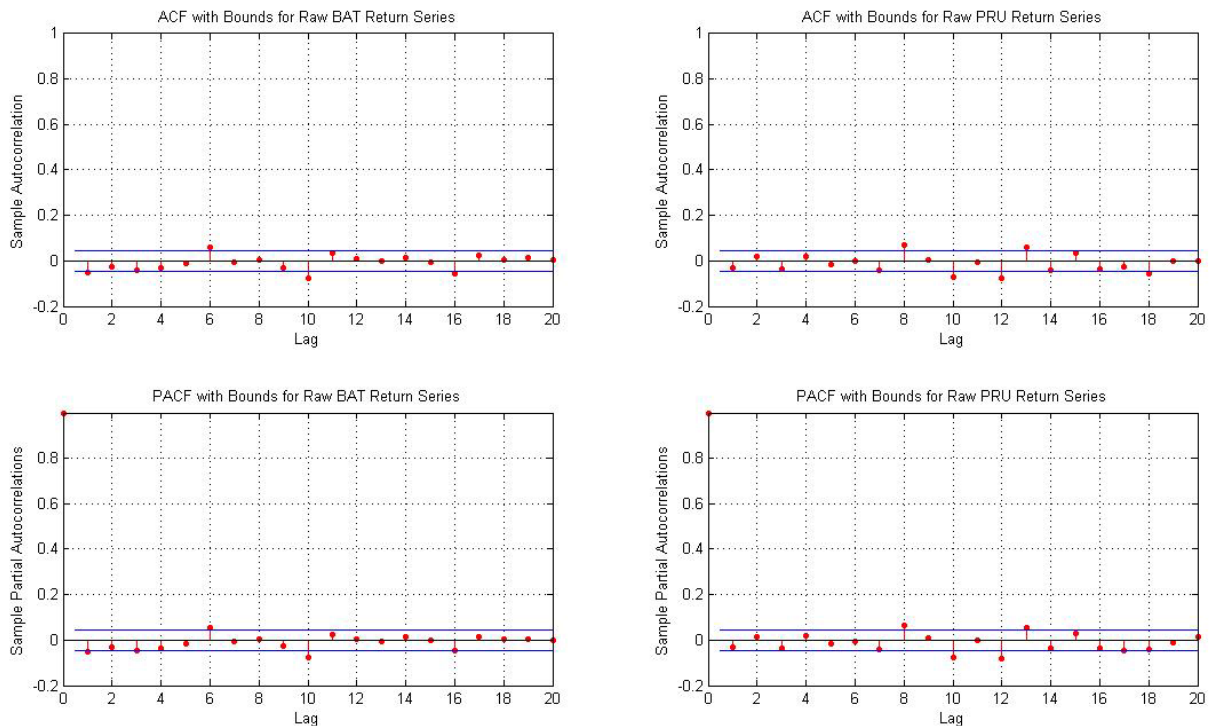 ACF with Bounds for Raw BAT Return Series
1
0.8
0.6
0.4
0.2
0
-0.2
Sample Autocorrelation
0 2 4 6 8 10 12 14 16 18 20
Lag
ACF with Bounds for Raw PRU Return Series
1
0.8
0.6
0.4
0.2
0
-0.2
Sample Autocorrelation
0 2 4 6 8 10 12 14 16 18 20
Lag
PACF with Bounds for Raw BAT Return Series
0.8
0.6
0.4
0.2
0
-0.2
Sample Partial Autocorrelations
0 2 4 6 8 10 12 14 16 18 20
Lag
PACF with Bounds for Raw PRU Return Series
0.8
0.6
0.4
0.2
0
-0.2
Sample Partial Autocorrelations
0 2 4 6 8 10 12 14 16 18 20
Lag